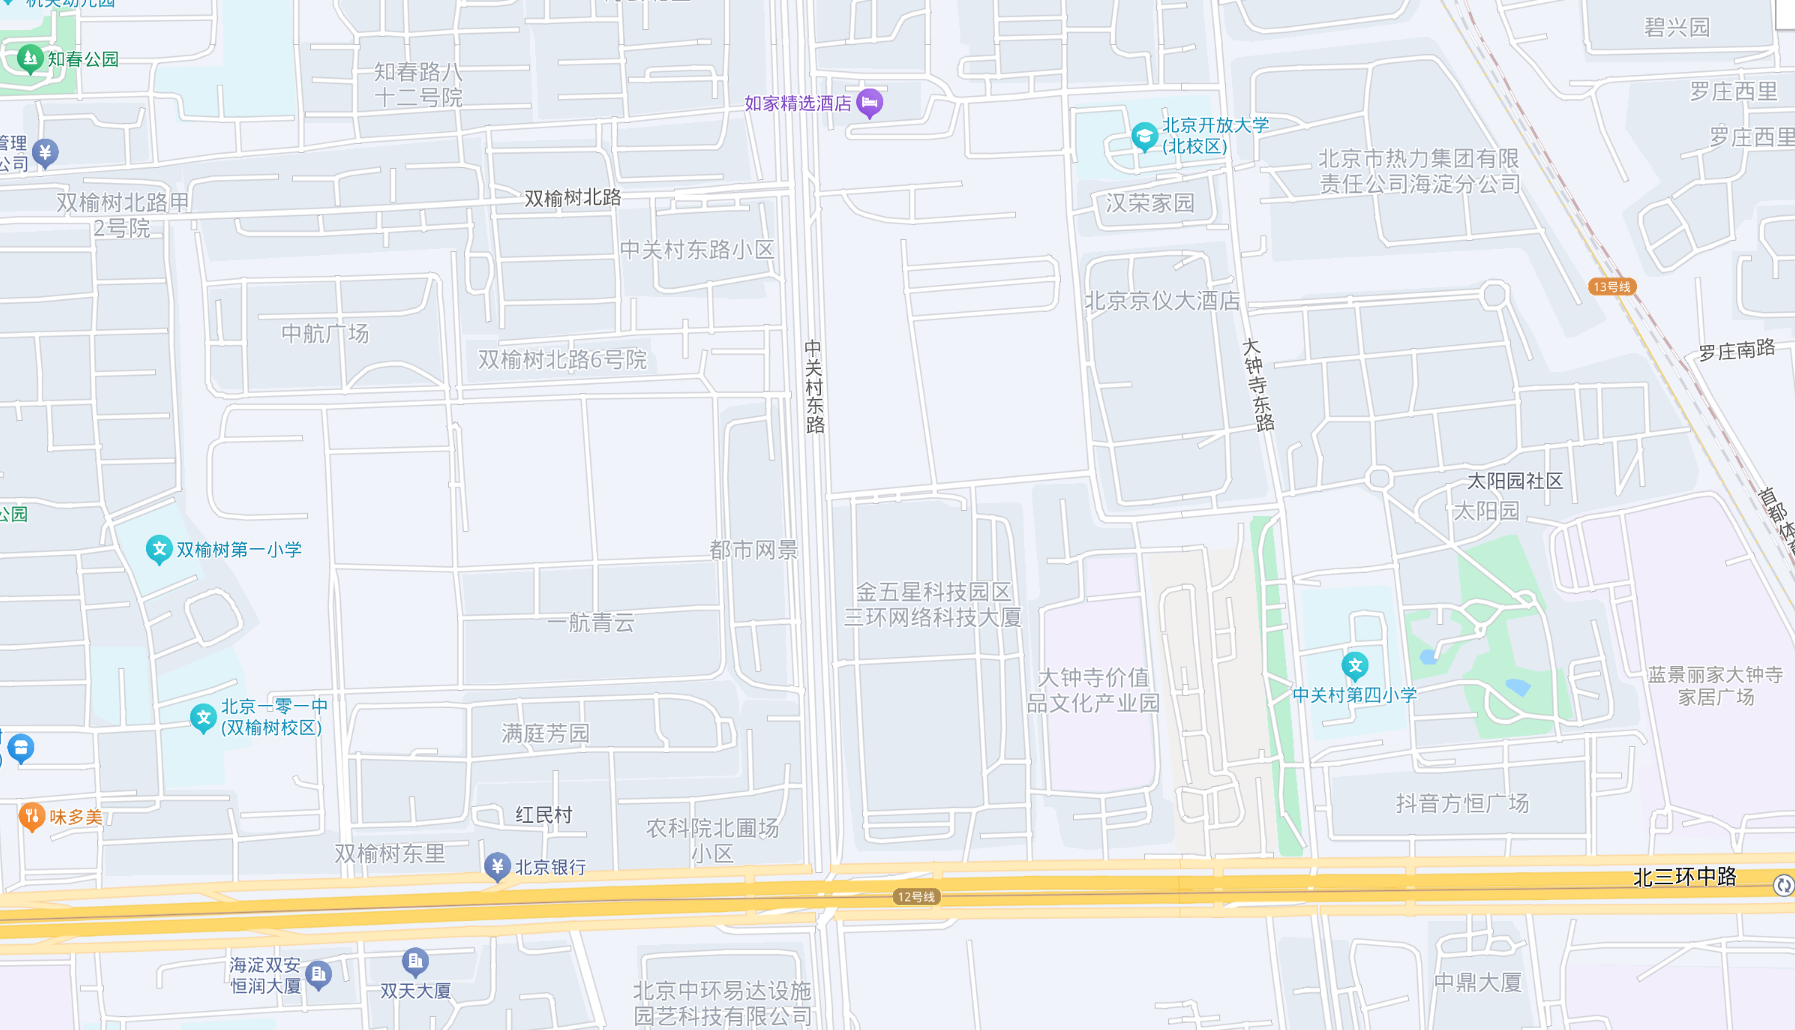 机关幼儿园
知春公园
知春路八
十二号院
如家精选酒店
碧兴园
罗庄西里
罗庄西里
北京开放大学
(北校区)
管理
公司
北京市热力集团有限
责任公司海淀分公司
双榆树北路甲
2号院
双榆树北路
汉荣家园
中关村东路小区
13号线
北京京仪大酒店
中航广场
双榆树北路6号院
中关村东路
大钟寺东路
罗庄南路
太阳园社区
太阳园
公园
双榆树第一小学
都市网景
首都体育
金五星科技园区
三环网络科技大厦
一航青云
大钟寺价值
品文化产业园
中关村第四小学
蓝景丽家大钟寺
家居广场
北京一零一中
(双榆树校区)
满庭芳园
味多美
红民村
农科院北圃场
小区
抖音方恒广场
双榆树东里
北京银行
12号线
北三环中路
海淀双安
恒润大厦
双天大厦
北京中环易达设施
园艺科技有限公司
中鼎大厦